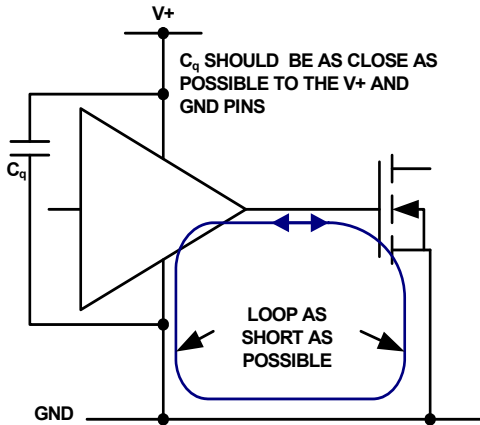 V+
Cq SHOULD BE AS CLOSE AS
POSSIBLE TO THE V+ AND
GND PINS
Cq
LOOP AS
SHORT AS
POSSIBLE
GND